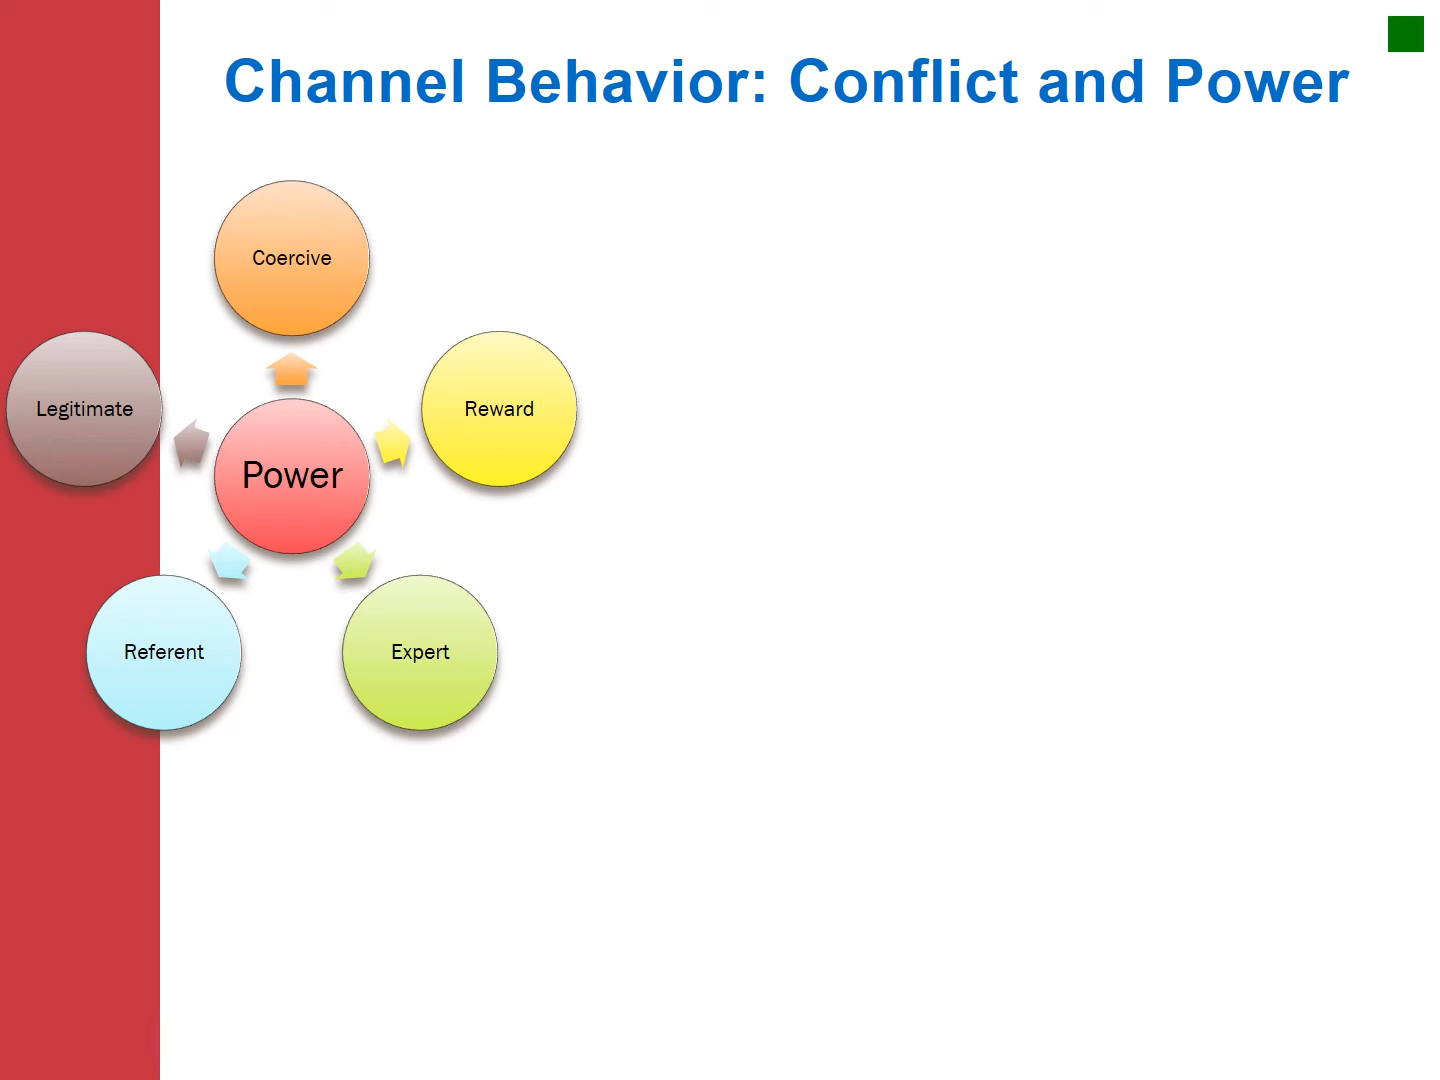 Channel Behavior: Conflict and Power
Coercive
Legitimate
Reward
Power
Referent
Expert